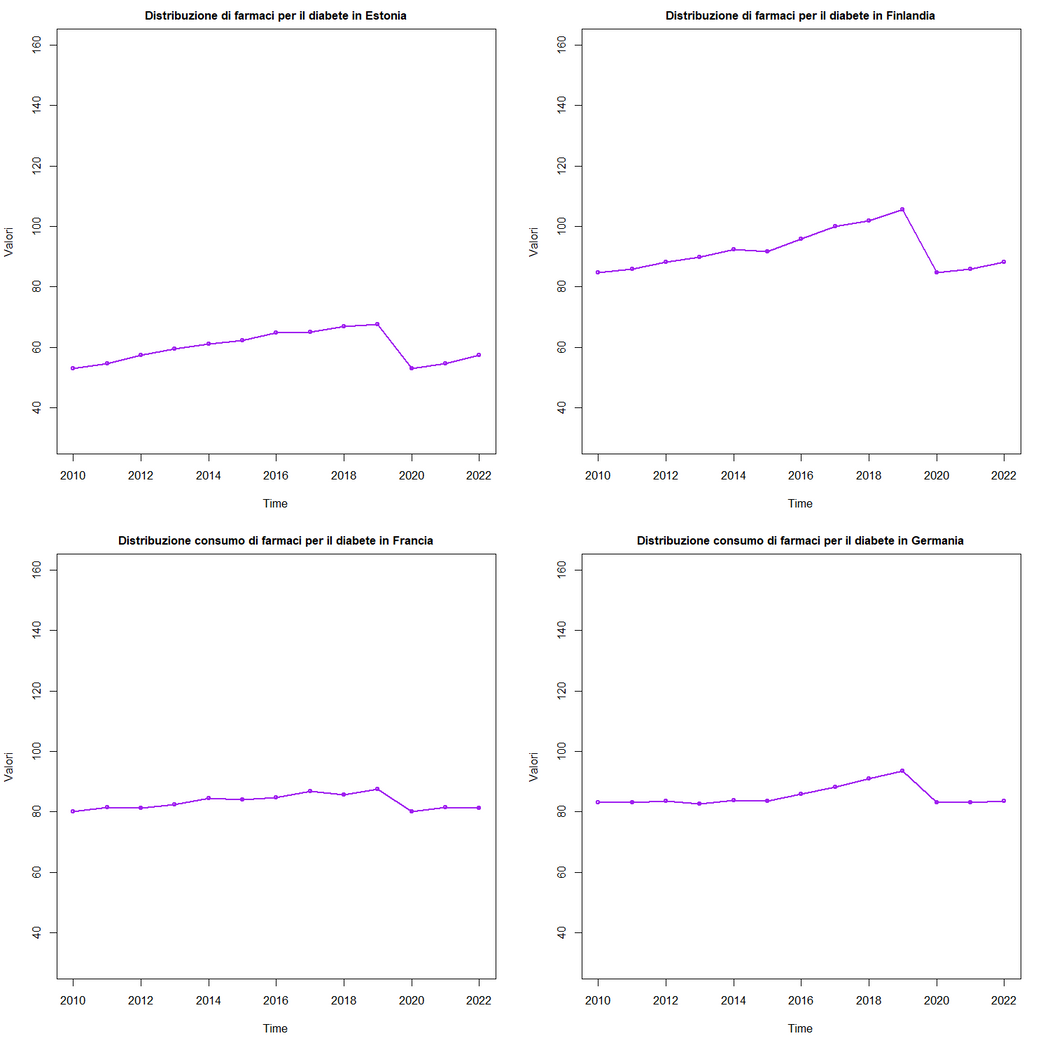 Distribuzione di farmaci per il diabete in Estonia
160
140
120
100
80
60
40
Valori
2010 2012 2014 2016 2018 2020 2022
Time
Distribuzione di farmaci per il diabete in Finlandia
160
140
120
100
80
60
40
Valori
2010 2012 2014 2016 2018 2020 2022
Time
Distribuzione consumo di farmaci per il diabete in Francia
160
140
120
100
80
60
40
Valori
2010 2012 2014 2016 2018 2020 2022
Time
Distribuzione consumo di farmaci per il diabete in Germania
160
140
120
100
80
60
40
Valori
2010 2012 2014 2016 2018 2020 2022
Time